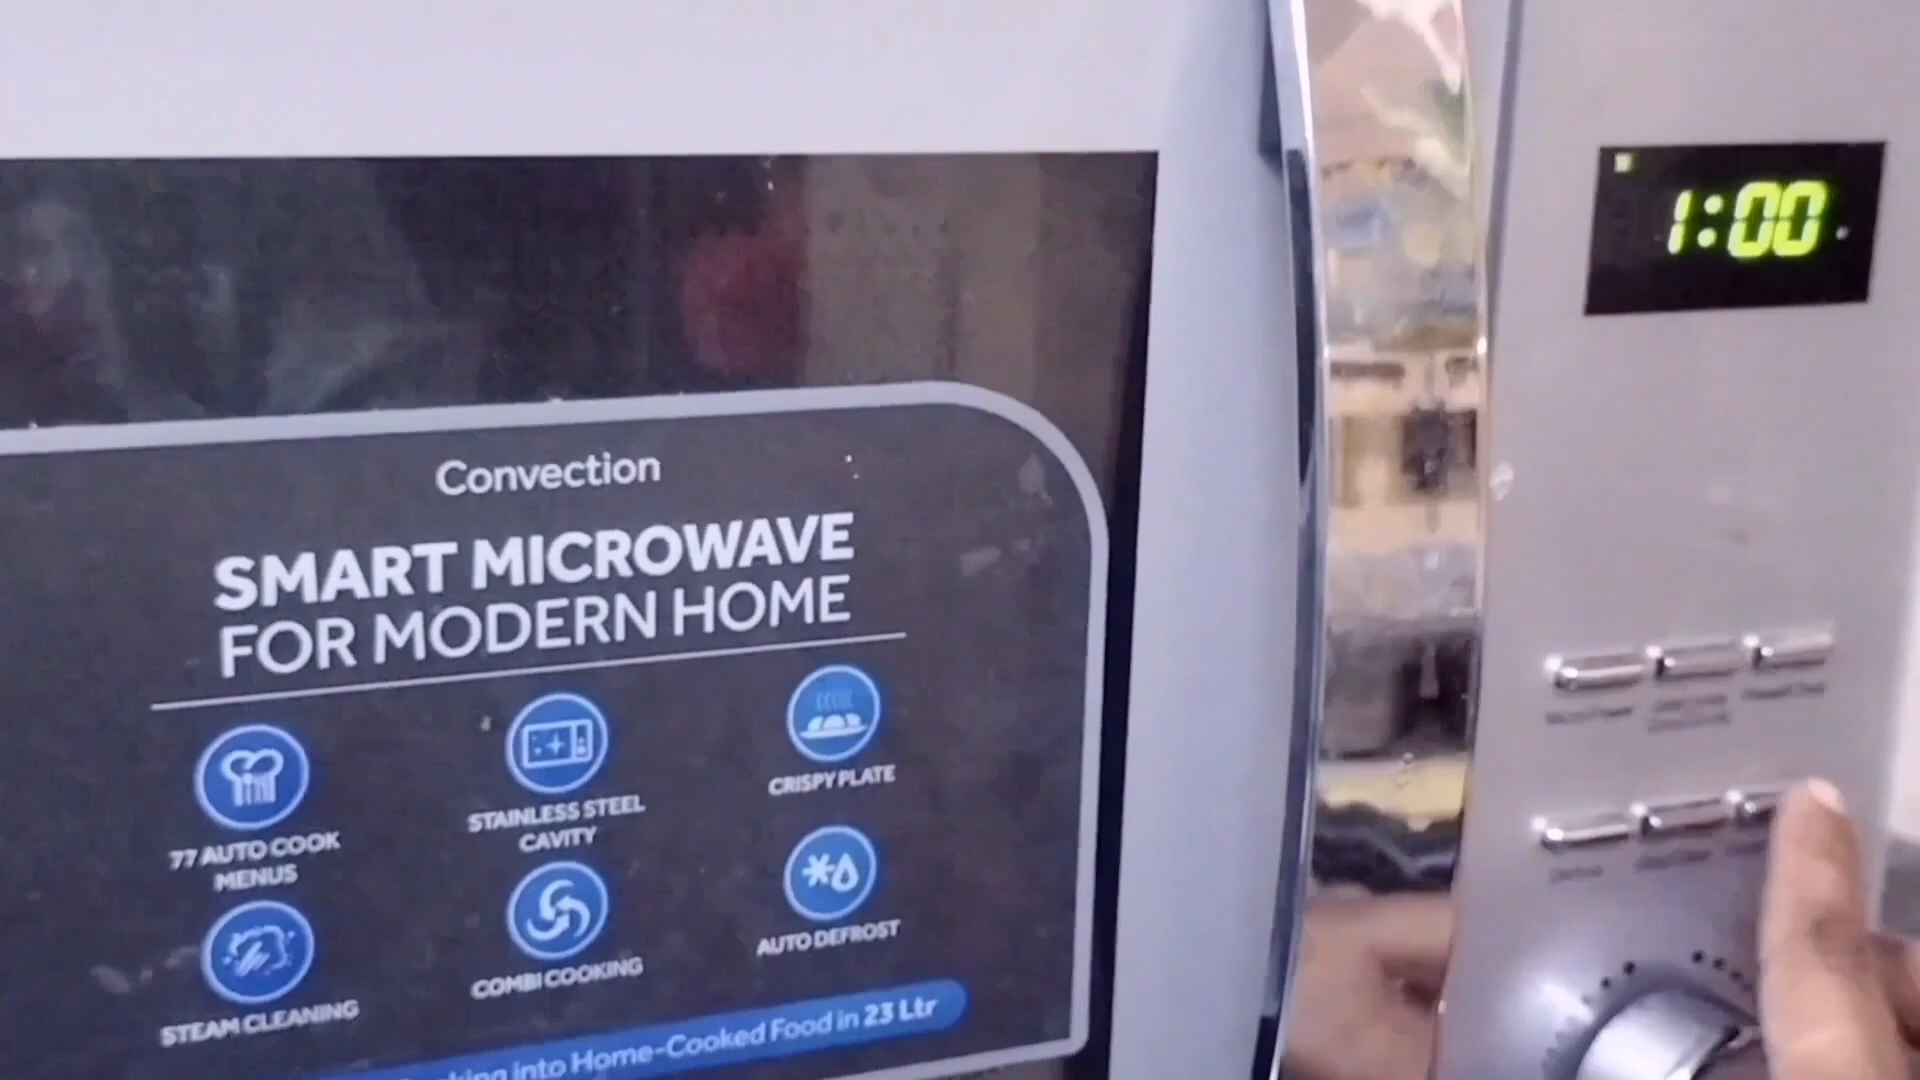 Convection
SMART MICROWAVE
FOR MODERN HOME
77 AUTO COOK
MENUS
STAINLESS STEEL
CAVITY
CRISPY PLATE
STEAM CLEANING
COMBI COOKING
AUTO DEFROST
into Home-Cooked Food in 23 Ltr
1:00